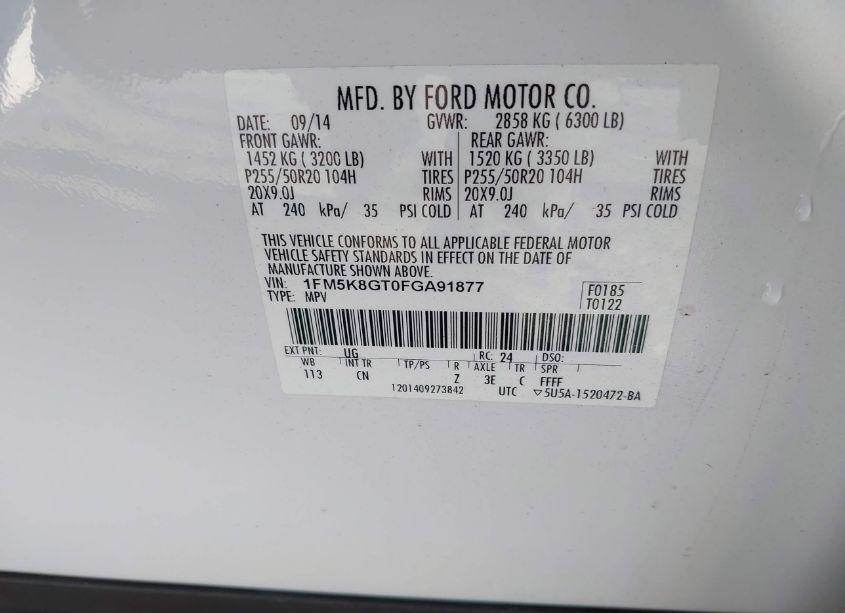 MFD. BY FORD MOTOR CO.
DATE: 09/14 GVWR: 2858 KG ( 6300 LB)
FRONT GAWR: REAR GAWR:
1452 KG ( 3200 LB) WITH 1520 KG ( 3350 LB) WITH
P255/50R20 104H TIRES P255/50R20 104H TIRES
20X9.0J RIMS 20X9.0J RIMS
AT 240 kPa/ 35 PSI COLD AT 240 kPa/ 35 PSI COLD
THIS VEHICLE CONFORMS TO ALL APPLICABLE FEDERAL MOTOR
VEHICLE SAFETY STANDARDS IN EFFECT ON THE DATE OF
MANUFACTURE SHOWN ABOVE.
VIN: 1FM5K8GT0FGA91877 F0185
TYPE: MPV T0122
EXT PNT: UG RC: 24 DSO:
WB INT TR TP/PS R AXLE TR SPR
113 CN Z 3E C FFFF
1201409273842 UTC ▽5U5A-1520472-BA